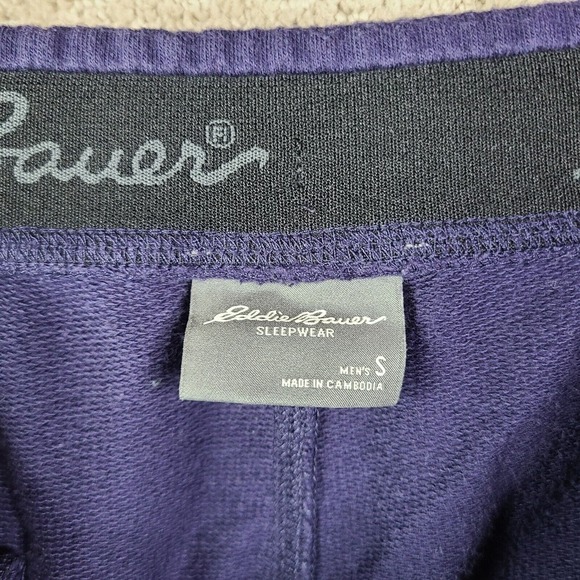 Bauer®
Eddie Bauer
SLEEPWEAR
MEN'S S
MADE IN CAMBODIA